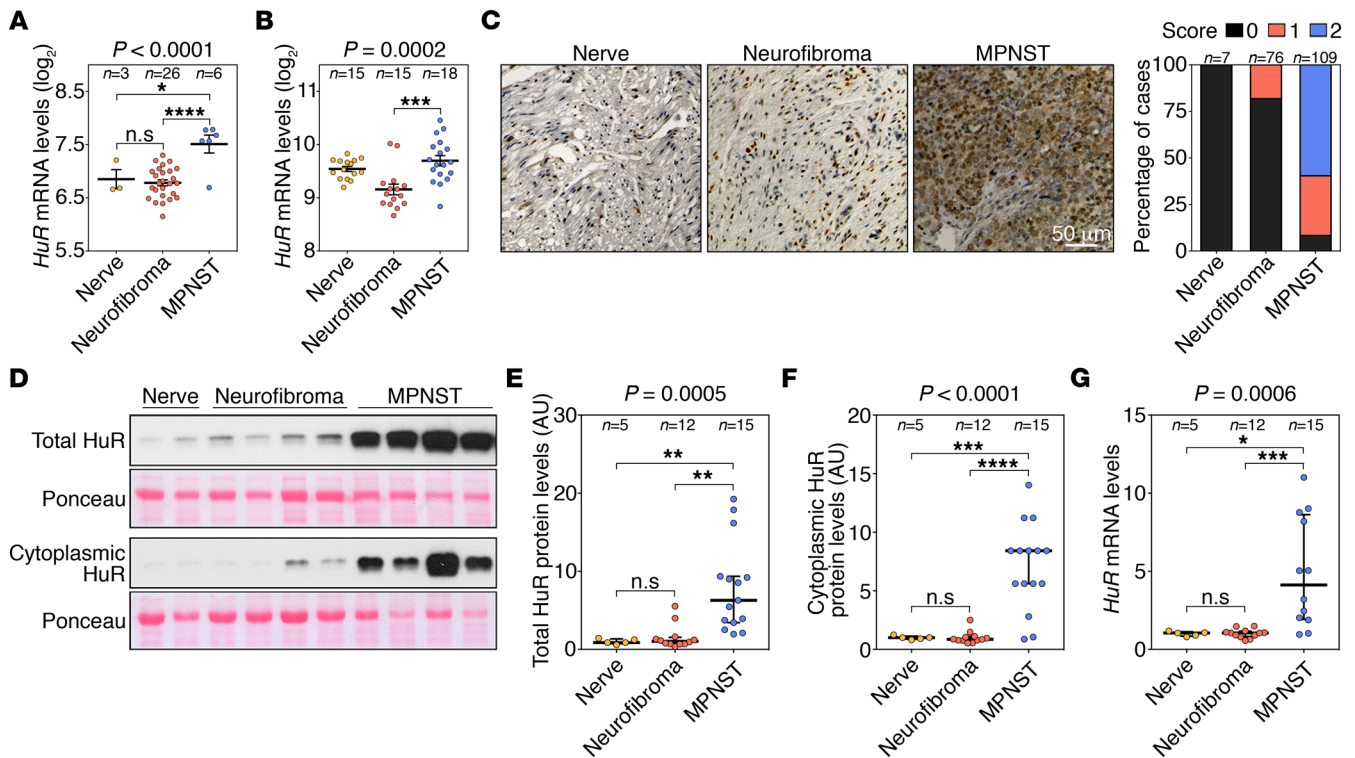 A
P < 0.0001
HuR mRNA levels (log2)
n=3 n=26 n=6
8.5
7.5
6.5
5.5
*
****
n.s
Nerve
Neurofibroma
MPNST
B
P = 0.0002
HuR mRNA levels (log2)
n=15 n=15 n=18
11
10
9
8
***
Nerve
Neurofibroma
MPNST
C
Nerve
Neurofibroma
MPNST
50 µm
Score 0 1 2
n=7 n=76 n=109
Percentage of cases
100
75
50
25
0
Nerve
Neurofibroma
MPNST
D
Nerve Neurofibroma MPNST
Total HuR
Ponceau
Cytoplasmic
HuR
Ponceau
E
P = 0.0005
Total HuR protein levels (AU)
n=5 n=12 n=15
30
20
10
0
**
**
n.s
Nerve
Neurofibroma
MPNST
F
P < 0.0001
Cytoplasmic HuR
protein levels (AU)
n=5 n=12 n=15
20
15
10
5
0
***
****
n.s
Nerve
Neurofibroma
MPNST
G
P = 0.0006
HuR mRNA levels
n=5 n=12 n=15
15
10
5
0
*
***
n.s
Nerve
Neurofibroma
MPNST